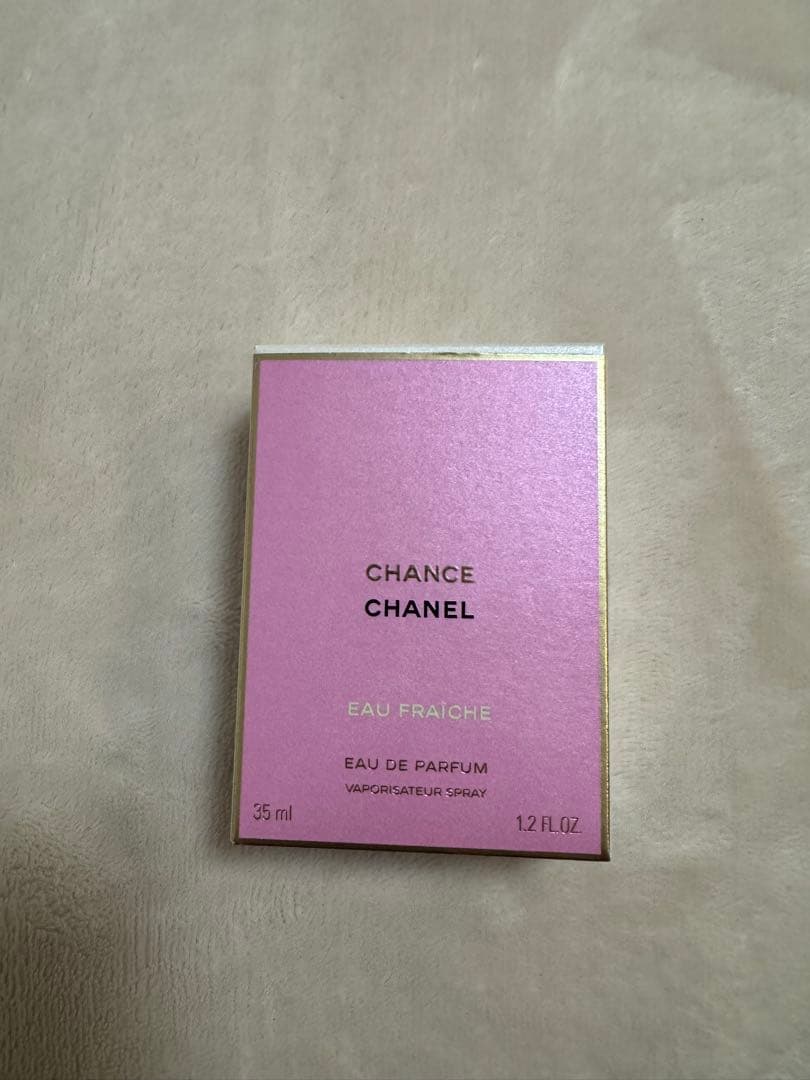 CHANCE
CHANEL
EAU FRAÎCHE
EAU DE PARFUM
VAPORISATEUR SPRAY
35 ml
1.2 FL.OZ.